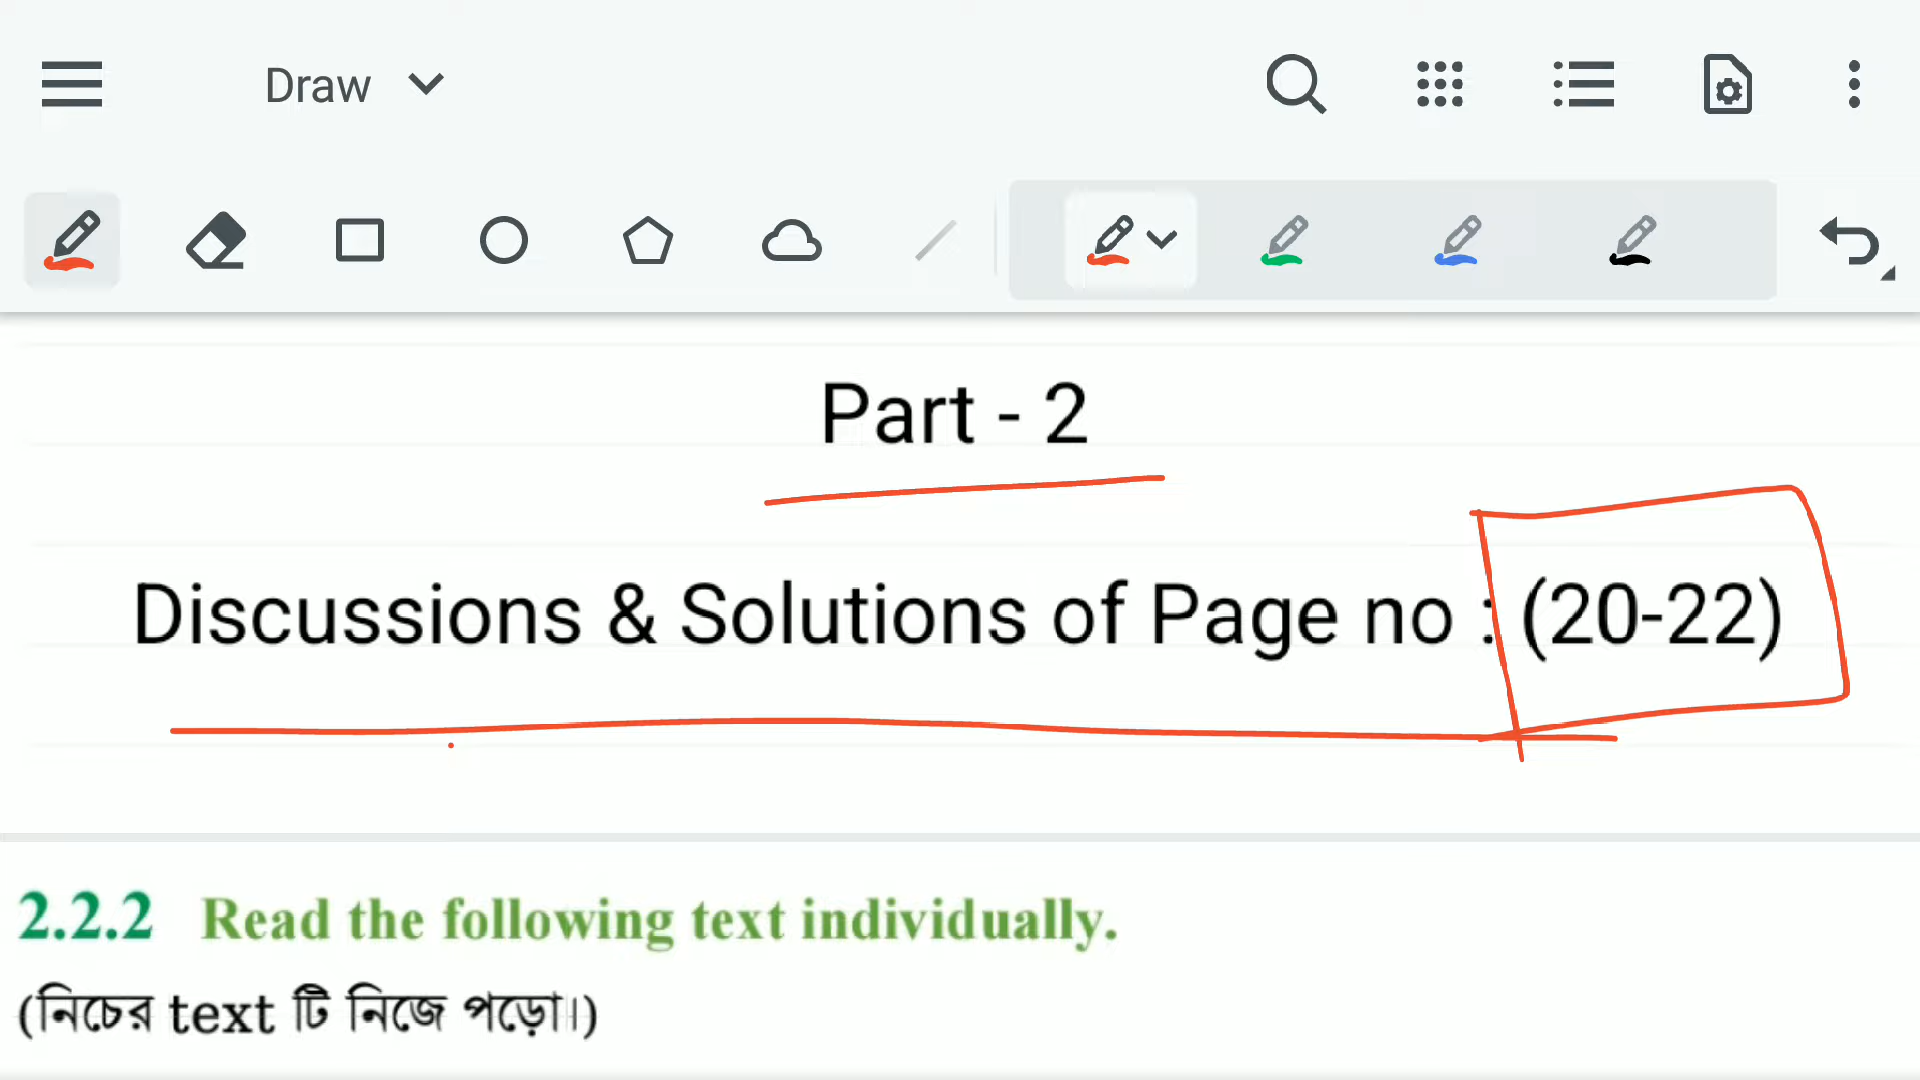 Draw
Part - 2
Discussions & Solutions of Page no : (20-22)
2.2.2 Read the following text individually.
(নিচের text টি নিজে পড়ো।)